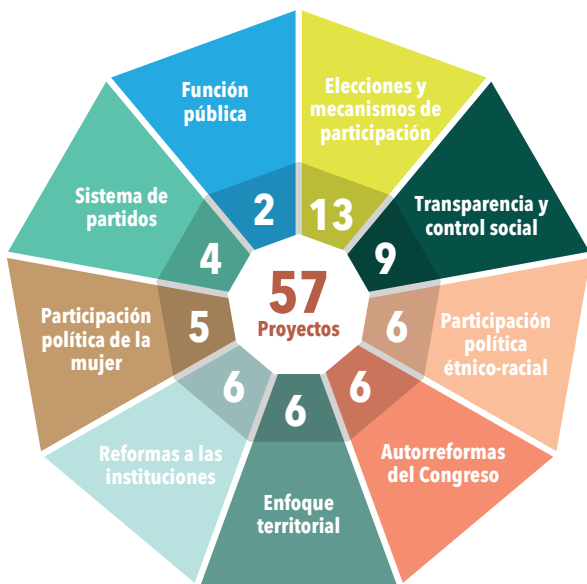 Función
pública
2
Elecciones y
mecanismos de
participación
13
Transparencia y
control social
9
Participación
política
étnico-racial
6
Autorreformas
del Congreso
6
Enfoque
territorial
6
Reformas a las
instituciones
6
Participación
política de la
mujer
5
Sistema de
partidos
4
57
Proyectos